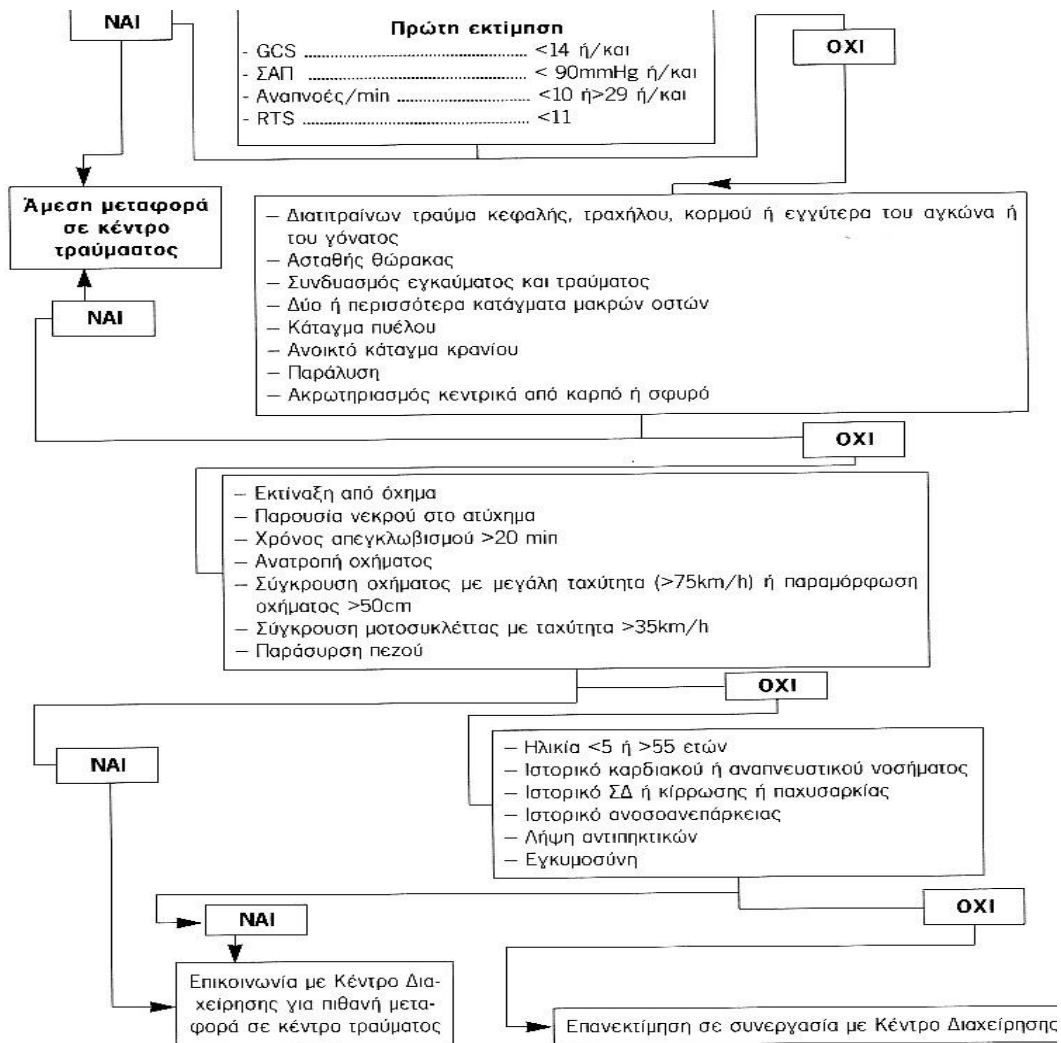 ΝΑΙ
Πρώτη εκτίμηση
- GCS ........................................ <14 ή/και
- ΣΑΠ ........................................ < 90mmHg ή/και
- Αναπνοές/min .................... <10 ή>29 ή/και
- RTS ........................................ <11
ΟΧΙ
Άμεση μεταφορά
σε κέντρο
τραύμαατος
ΝΑΙ
– Διατιτραίνων τραύμα κεφαλής, τραχήλου, κορμού ή εγγύτερα του αγκώνα ή
του γόνατος
– Ασταθής θώρακας
– Συνδυασμός εγκαύματος και τραύματος
– Δύο ή περισσότερα κατάγματα μακρών οστών
– Κάταγμα πυέλου
– Ανοικτό κάταγμα κρανίου
– Παράλυση
– Ακρωτηριασμός κεντρικά από καρπό ή σφυρό
ΟΧΙ
– Εκτίναξη από όχημα
– Παρουσία νεκρού στο ατύχημα
– Χρόνος απεγκλωβισμού >20 min
– Ανατροπή οχήματος
– Σύγκρουση οχήματος με μεγάλη ταχύτητα (>75km/h) ή παραμόρφωση
οχήματος >50cm
– Σύγκρουση μοτοσυκλέττας με ταχύτητα >35km/h
– Παράσυρση πεζού
ΟΧΙ
ΝΑΙ
– Ηλικία <5 ή >55 ετών
– Ιστορικό καρδιακού ή αναπνευστικού νοσήματος
– Ιστορικό ΣΔ ή κίρρωσης ή παχυσαρκίας
– Ιστορικό ανοσοανεπάρκειας
– Λήψη αντιπηκτικών
– Εγκυμοσύνη
ΝΑΙ
ΟΧΙ
Επικοινωνία με Κέντρο Δια-
χείρησης για πιθανή μετα-
φορά σε κέντρο τραύματος
Επανεκτίμηση σε συνεργασία με Κέντρο Διαχείρησης